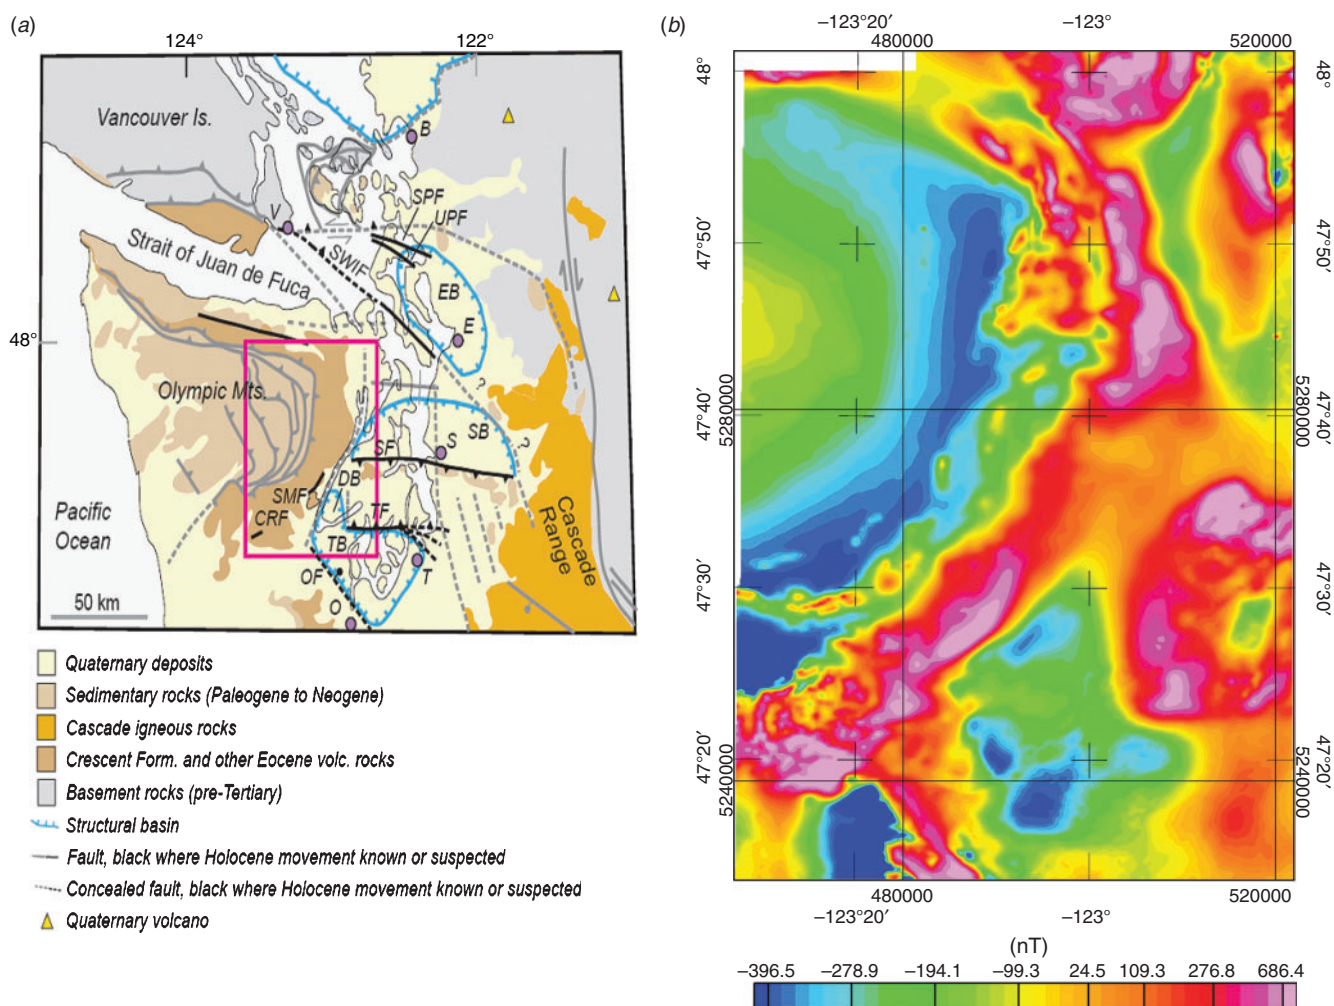 (a)
124°
122°
Vancouver Is.
B
SPF
UPF
V
Strait of Juan de Fuca
SWIF
EB
E
48°
Olympic Mts.
?
SB
S
SF
?
DB
SMF
CRF
TF
Pacific
Ocean
TB
OF
T
O
Cascade
Range
50 km
Quaternary deposits
Sedimentary rocks (Paleogene to Neogene)
Cascade igneous rocks
Crescent Form. and other Eocene volc. rocks
Basement rocks (pre-Tertiary)
Structural basin
Fault, black where Holocene movement known or suspected
Concealed fault, black where Holocene movement known or suspected
Quaternary volcano
(b)
−123°20′
−123°
480000
520000
48°
48°
47°50′
47°50′
47°40′
5280000
5280000
47°40′
47°30′
47°30′
47°20′
5240000
5240000
47°20′
480000
520000
−123°20′
−123°
(nT)
−396.5
−278.9
−194.1
−99.3
24.5
109.3
276.8
686.4